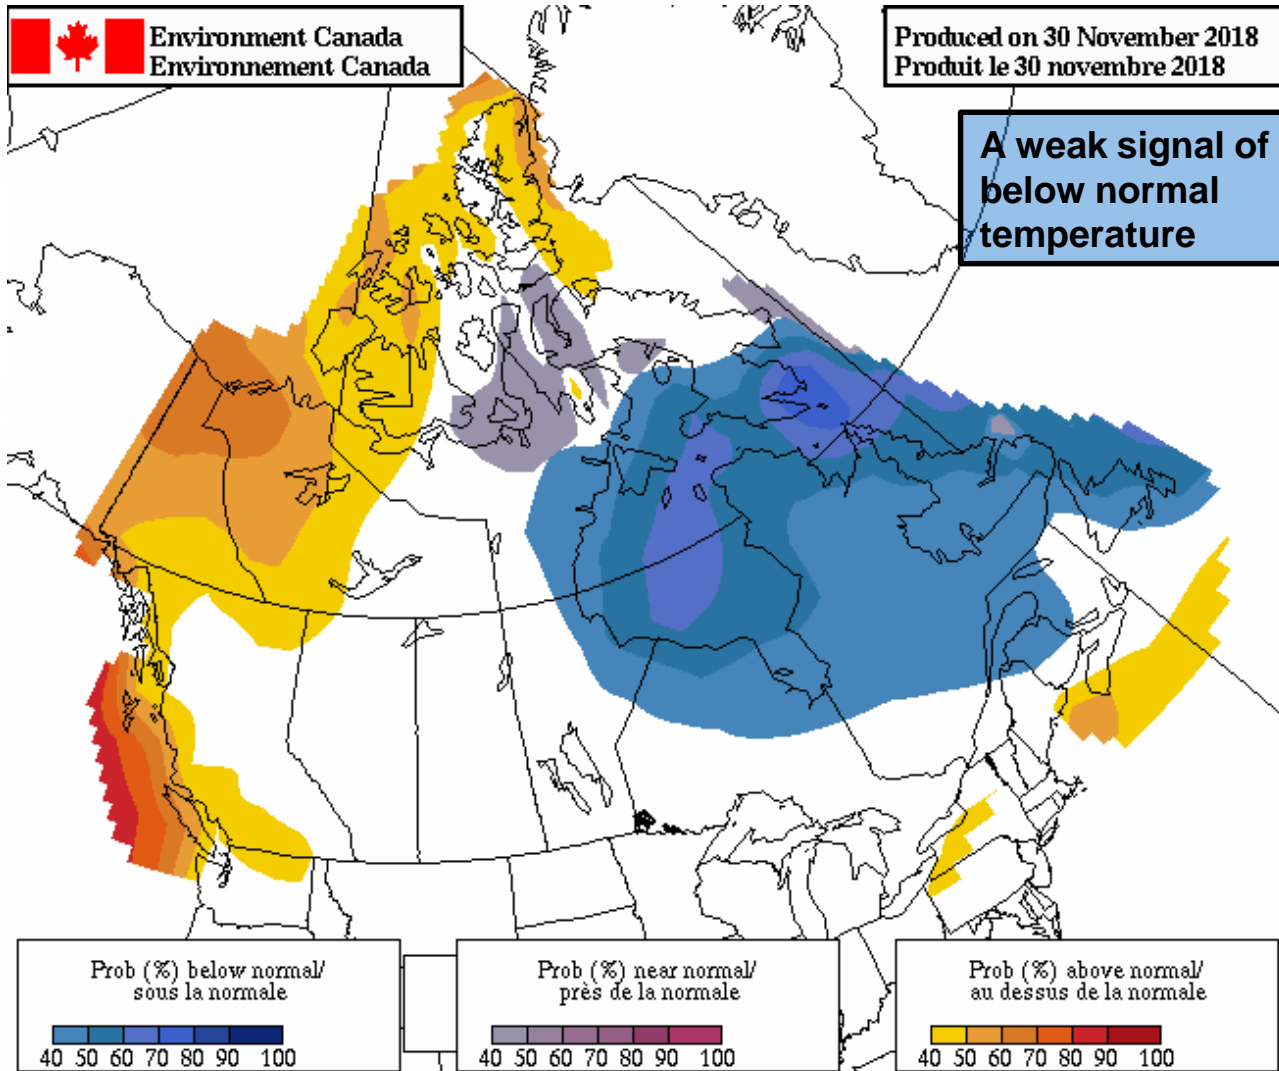 Environment Canada
Environnement Canada
Produced on 30 November 2018
Produit le 30 novembre 2018
A weak signal of
below normal
temperature
Prob (%) below normal/
sous la normale
40 50 60 70 80 90 100
Prob (%) near normal/
près de la normale
40 50 60 70 80 90 100
Prob (%) above normal/
au dessus de la normale
40 50 60 70 80 90 100